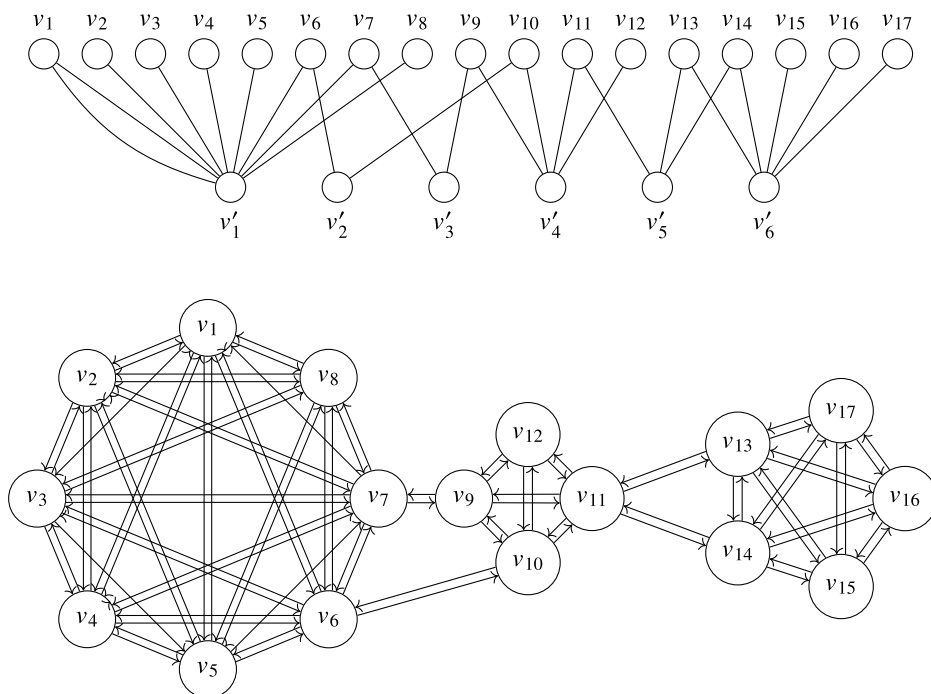 v₁ v₂ v₃ v₄ v₅ v₆ v₇ v₈ v₉ v₁₀ v₁₁ v₁₂ v₁₃ v₁₄ v₁₅ v₁₆ v₁₇
v′₁ v′₂ v′₃ v′₄ v′₅ v′₆
v₁
v₂ v₈
v₃ v₇
v₄ v₆
v₅
v₁₂
v₉ v₁₁
v₁₀
v₁₇
v₁₃
v₁₆
v₁₄
v₁₅